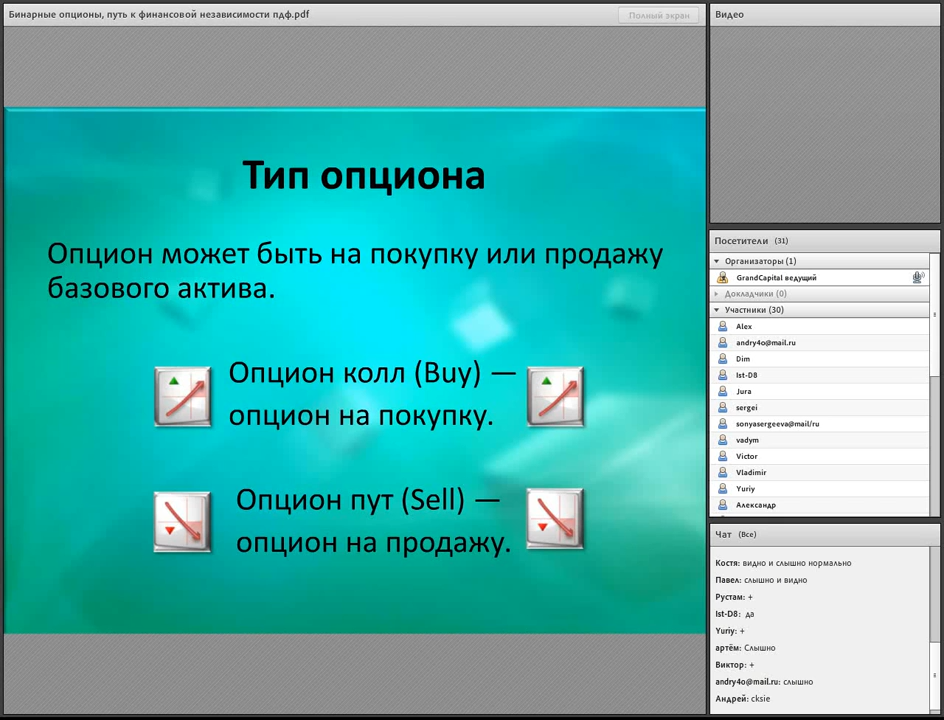 Бинарные опционы, путь к финансовой независимости пдф.pdf
Полный экран
Тип опциона
Опцион может быть на покупку или продажу
базового актива.
Опцион колл (Buy) —
опцион на покупку.
Опцион пут (Sell) —
опцион на продажу.
Видео
Посетители (31)
Организаторы (1)
GrandCapital ведущий
Докладчики (0)
Участники (30)
Alex
andry4o@mail.ru
Dim
Ist-D8
Jura
sergei
sonyasergeeva@mail/ru
vadym
Victor
Vladimir
Yuriy
Александр
Чат (Все)
Костя: видно и слышно нормально
Павел: слышно и видно
Рустам: +
Ist-D8: да
Yuriy: +
артём: Слышно
Виктор: +
andry4o@mail.ru: слышно
Андрей: cksie